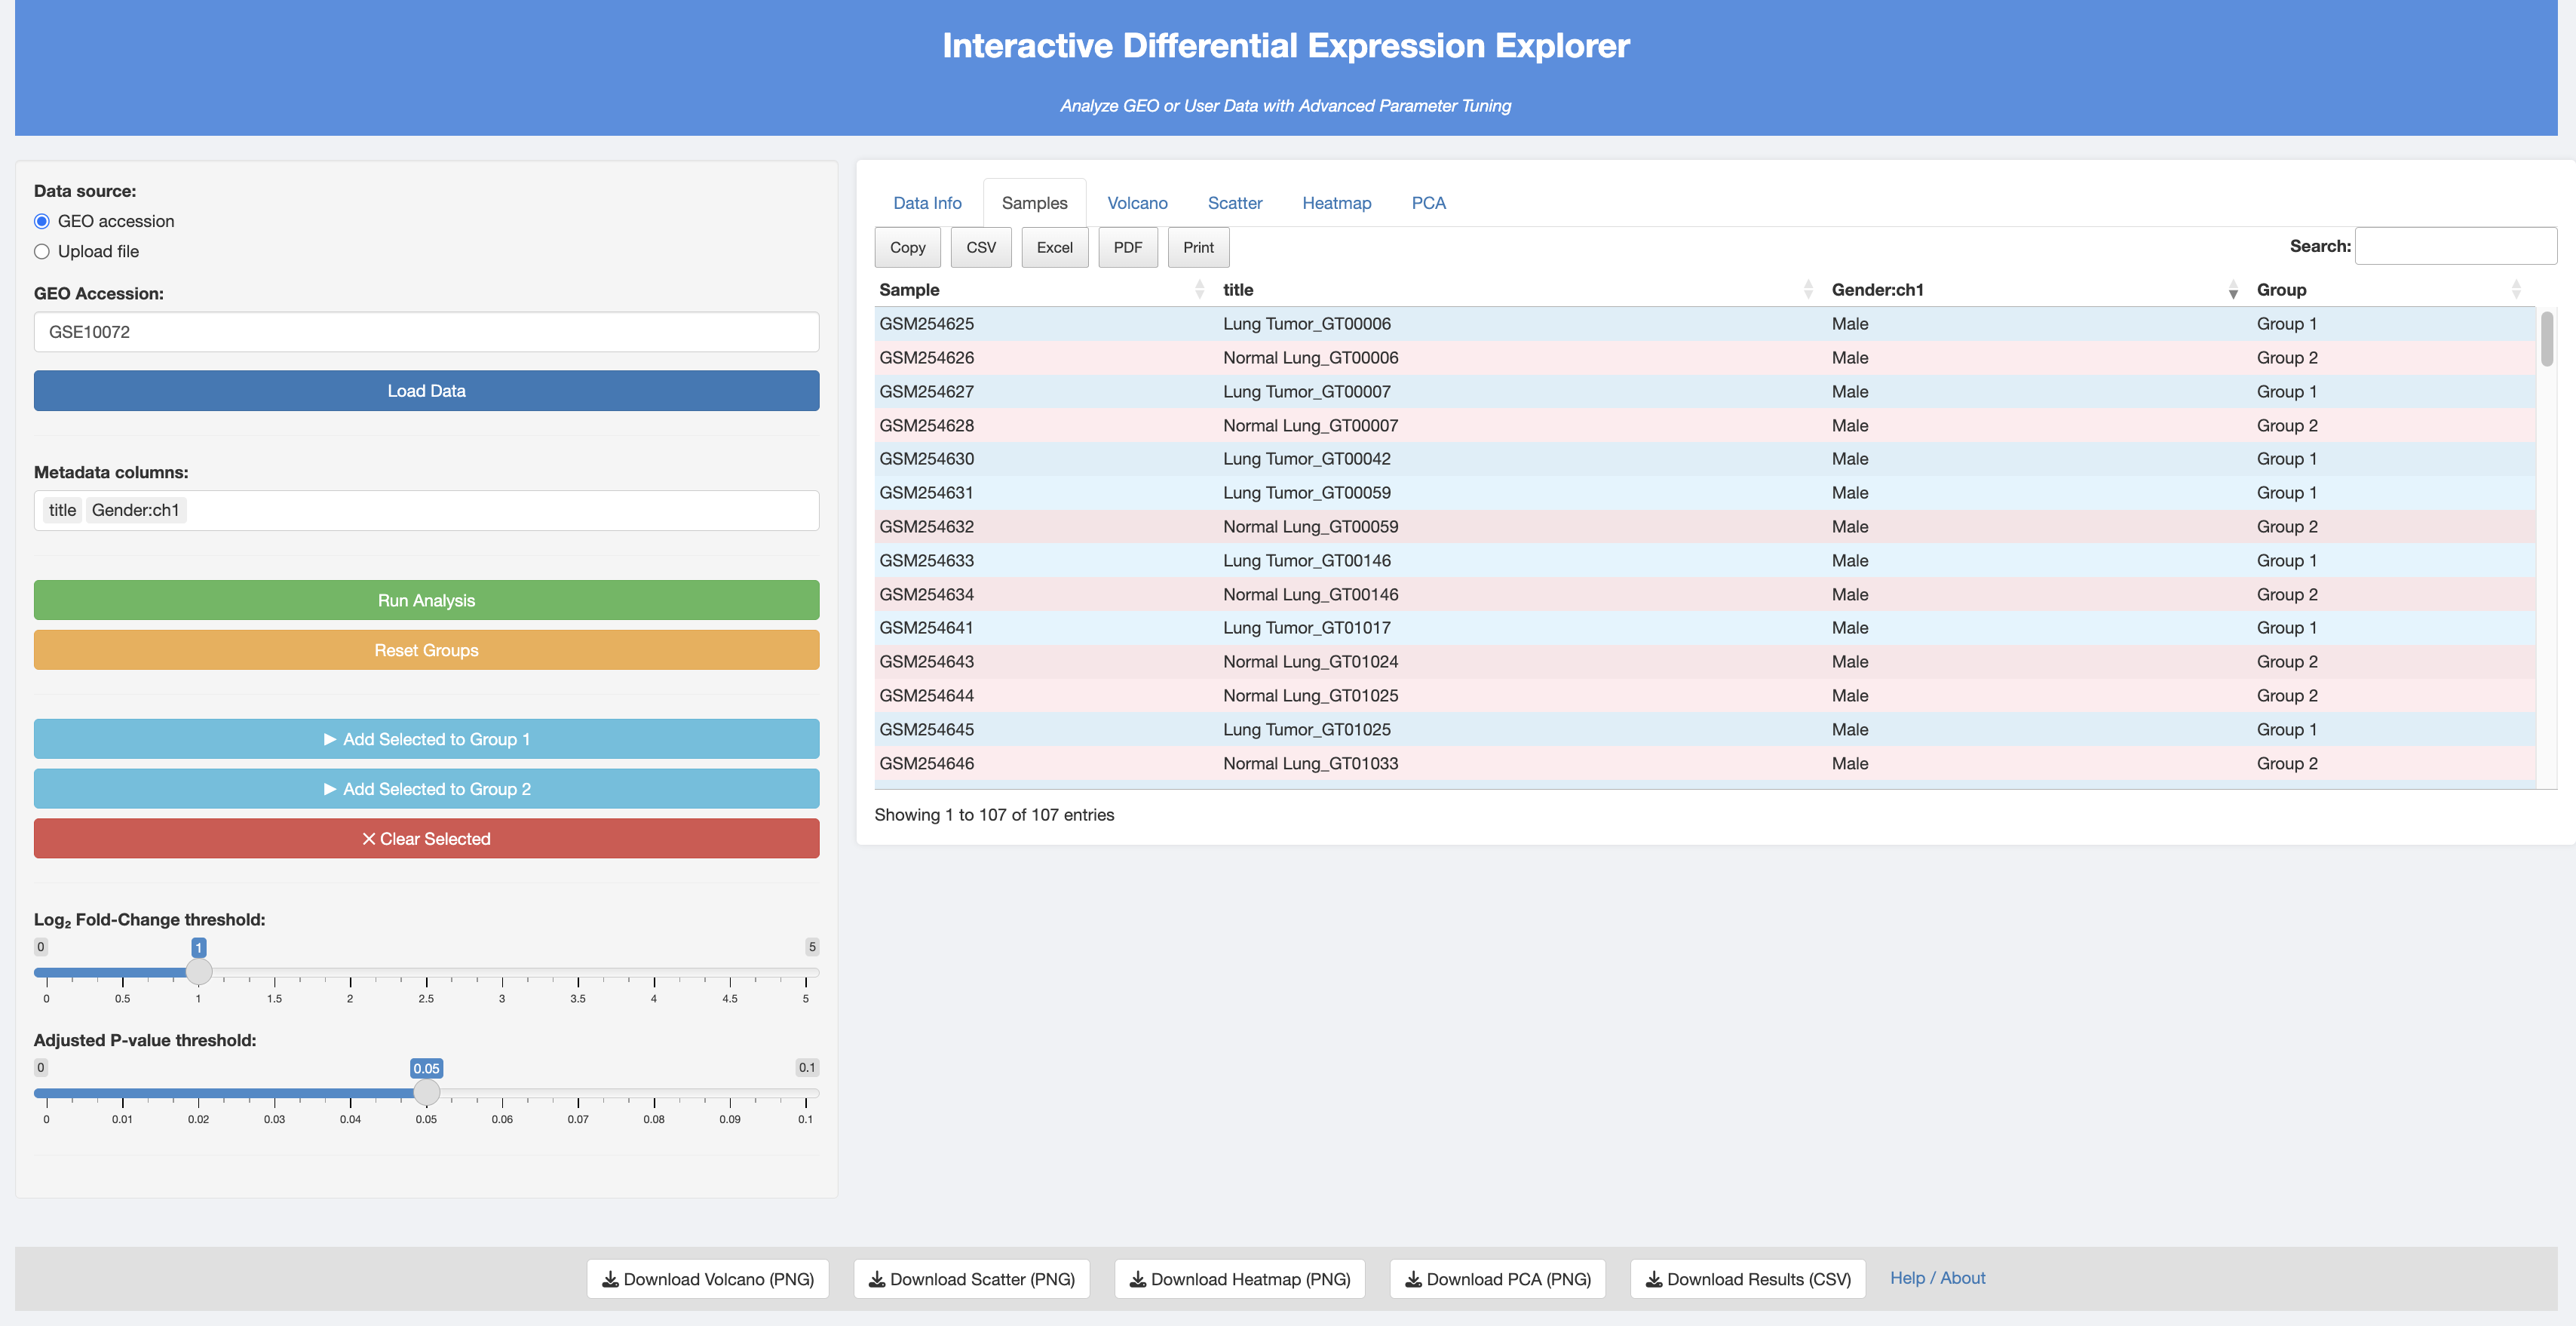 Interactive Differential Expression Explorer
Analyze GEO or User Data with Advanced Parameter Tuning
Data source:
GEO accession
Upload file
GEO Accession:
GSE10072
Load Data
Metadata columns:
title Gender:ch1
Run Analysis
Reset Groups
▶ Add Selected to Group 1
▶ Add Selected to Group 2
✕ Clear Selected
Log₂ Fold-Change threshold:
0 1 5
0 0.5 1 1.5 2 2.5 3 3.5 4 4.5 5
Adjusted P-value threshold:
0 0.05 0.1
0 0.01 0.02 0.03 0.04 0.05 0.06 0.07 0.08 0.09 0.1
Data Info Samples Volcano Scatter Heatmap PCA
Copy CSV Excel PDF Print Search:
Sample title Gender:ch1 Group
GSM254625 Lung Tumor_GT00006 Male Group 1
GSM254626 Normal Lung_GT00006 Male Group 2
GSM254627 Lung Tumor_GT00007 Male Group 1
GSM254628 Normal Lung_GT00007 Male Group 2
GSM254630 Lung Tumor_GT00042 Male Group 1
GSM254631 Lung Tumor_GT00059 Male Group 1
GSM254632 Normal Lung_GT00059 Male Group 2
GSM254633 Lung Tumor_GT00146 Male Group 1
GSM254634 Normal Lung_GT00146 Male Group 2
GSM254641 Lung Tumor_GT01017 Male Group 1
GSM254643 Normal Lung_GT01024 Male Group 2
GSM254644 Normal Lung_GT01025 Male Group 2
GSM254645 Lung Tumor_GT01025 Male Group 1
GSM254646 Normal Lung_GT01033 Male Group 2
Showing 1 to 107 of 107 entries
Download Volcano (PNG) Download Scatter (PNG) Download Heatmap (PNG) Download PCA (PNG) Download Results (CSV) Help / About